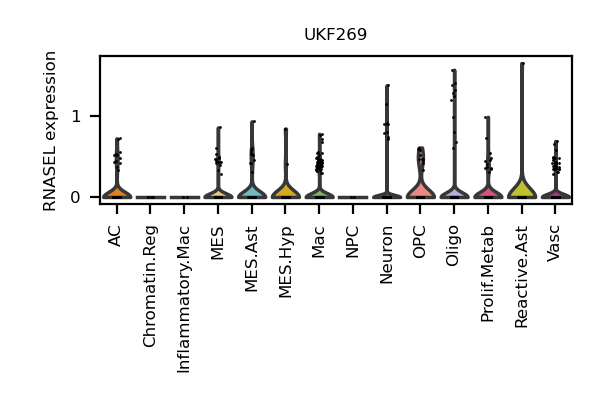 UKF269
RNASEL expression
1
0
AC
Chromatin.Reg
Inflammatory.Mac
MES
MES.Ast
MES.Hyp
Mac
NPC
Neuron
OPC
Oligo
Prolif.Metab
Reactive.Ast
Vasc